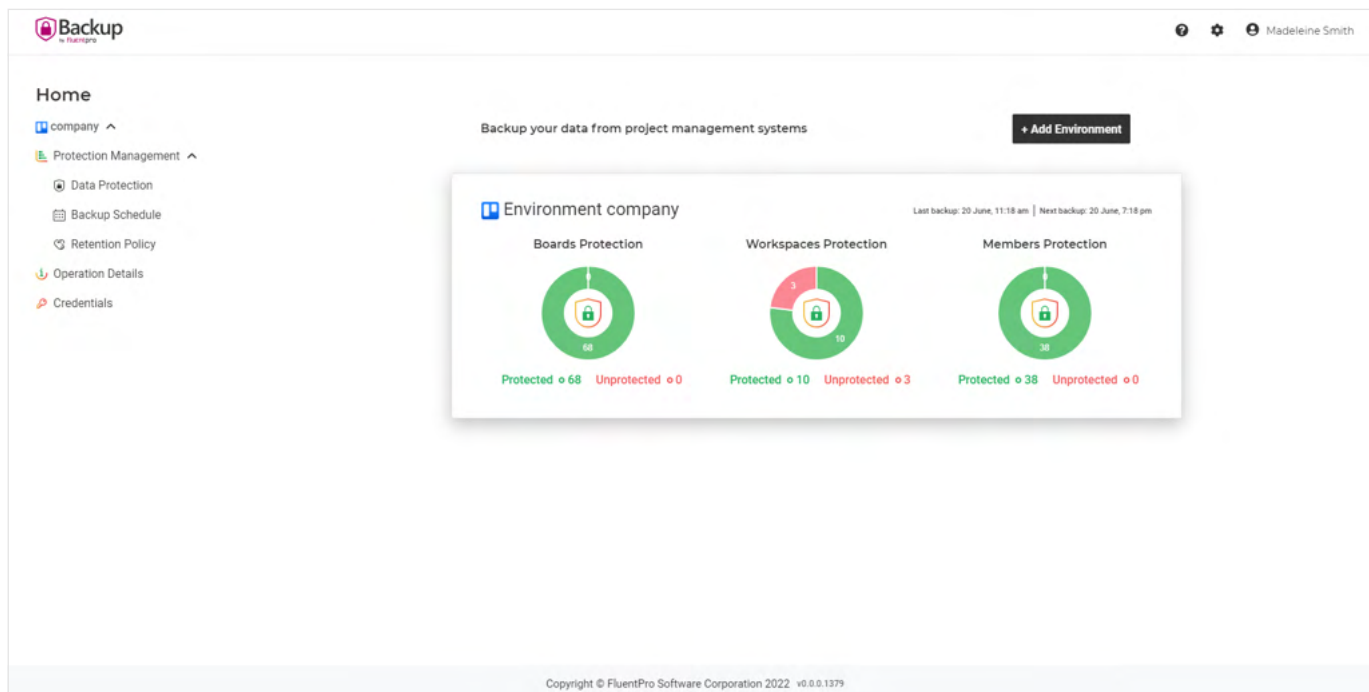 Backup
by fluentpro
Madeleine Smith
Home
company
Protection Management
Data Protection
Backup Schedule
Retention Policy
Operation Details
Credentials
Backup your data from project management systems
+ Add Environment
Environment company
Last backup: 20 June, 11:18 am | Next backup: 20 June, 7:18 pm
Boards Protection
0
68
Protected 68 Unprotected 0
Workspaces Protection
3
10
Protected 10 Unprotected 3
Members Protection
0
38
Protected 38 Unprotected 0
Copyright © FluentPro Software Corporation 2022 v0.0.0.1379